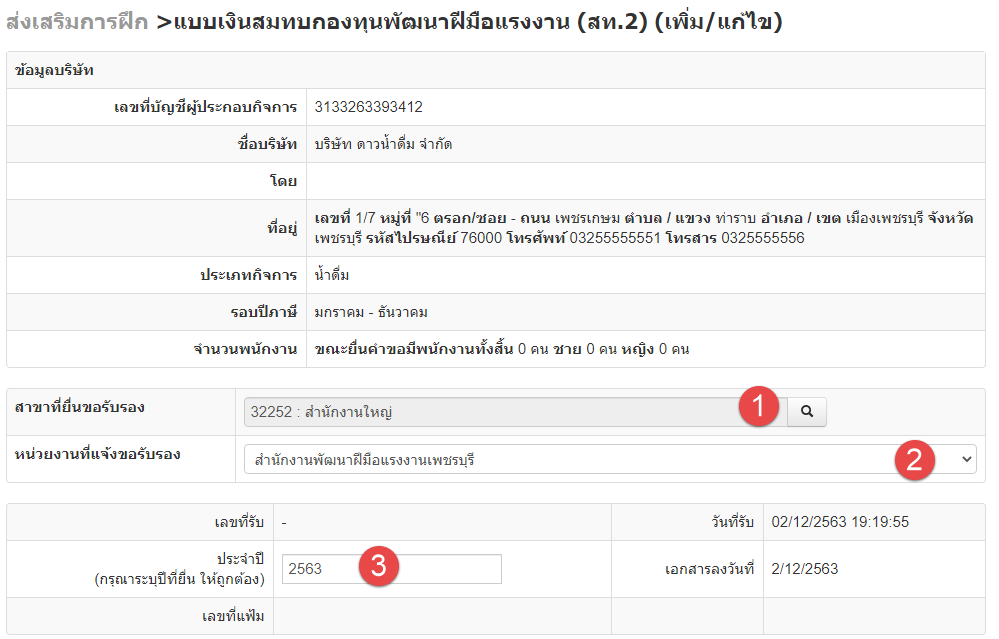 ส่งเสริมการฝึก >แบบเงินสมทบกองทุนพัฒนาฝีมือแรงงาน (สท.2) (เพิ่ม/แก้ไข)
ข้อมูลบริษัท
เลขที่บัญชีผู้ประกอบกิจการ 3133263393412
ชื่อบริษัท บริษัท ดาวน้ำดื่ม จำกัด
โดย
ที่อยู่ เลขที่ 1/7 หมู่ที่ "6 ตรอก/ซอย - ถนน เพชรเกษม ตำบล / แขวง ท่าราบ อำเภอ / เขต เมืองเพชรบุรี จังหวัด
เพชรบุรี รหัสไปรษณีย์ 76000 โทรศัพท์ 03255555551 โทรสาร 0325555556
ประเภทกิจการ น้ำดื่ม
รอบปีภาษี มกราคม - ธันวาคม
จำนวนพนักงาน ขณะยื่นคำขอมีพนักงานทั้งสิ้น 0 คน ชาย 0 คน หญิง 0 คน
สาขาที่ยื่นขอรับรอง 32252 : สำนักงานใหญ่ 1
หน่วยงานที่แจ้งขอรับรอง สำนักงานพัฒนาฝีมือแรงงานเพชรบุรี 2
เลขที่รับ - วันที่รับ 02/12/2563 19:19:55
ประจำปี
(กรุณาระบุปีที่ยื่น ให้ถูกต้อง) 2563 3 เอกสารลงวันที่ 2/12/2563
เลขที่แฟ้ม